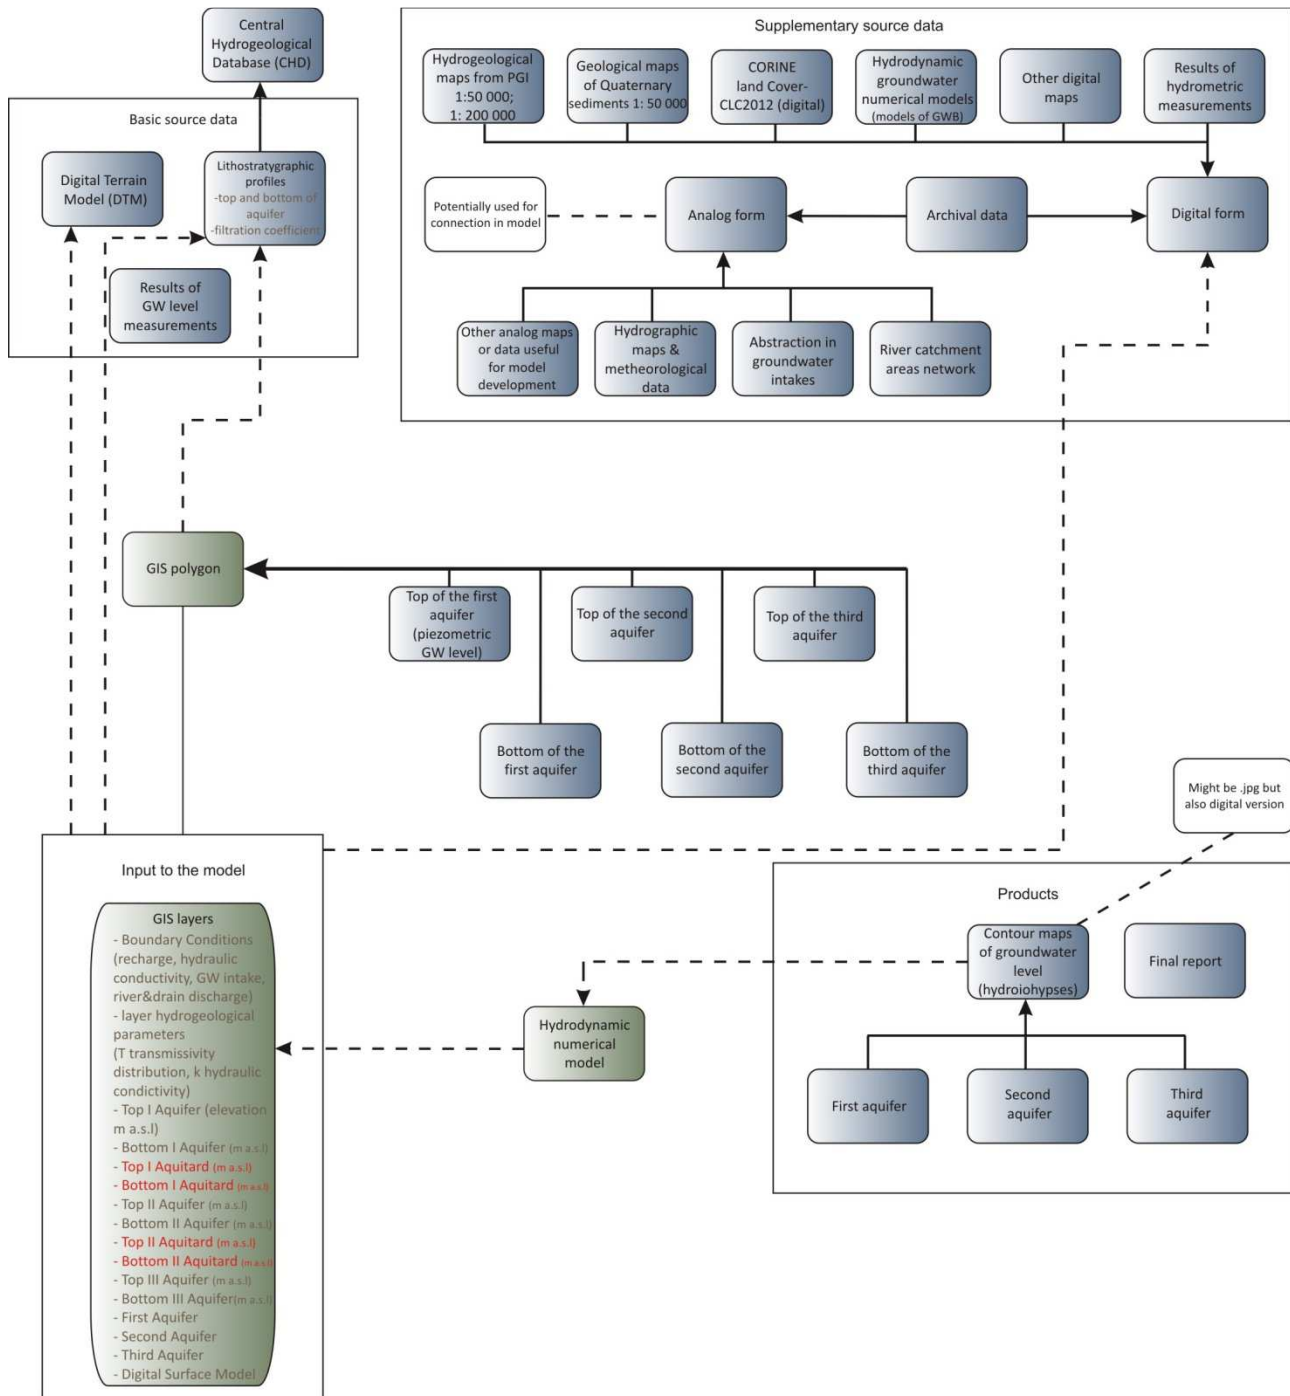 Central
Hydrogeological
Database (CHD)
Basic source data
Digital Terrain
Model (DTM)
Lithostratygraphic
profiles
-top and bottom of
aquifer
-filtration coefficient
Results of
GW level
measurements
Supplementary source data
Hydrogeological
maps from PGI
1:50 000;
1: 200 000
Geological maps
of Quaternary
sediments 1: 50 000
CORINE
land Cover-
CLC2012 (digital)
Hydrodynamic
groundwater
numerical models
(models of GWB)
Other digital
maps
Results of
hydrometric
measurements
Potentially used for
connection in model
Analog form
Archival data
Digital form
Other analog maps
or data useful
for model
development
Hydrographic
maps &
metheorological
data
Abstraction in
groundwater
intakes
River catchment
areas network
GIS polygon
Top of the first
aquifer
(piezometric
GW level)
Top of the second
aquifer
Top of the third
aquifer
Bottom of the
first aquifer
Bottom of the
second aquifer
Bottom of the
third aquifer
Might be .jpg but
also digital version
Input to the model
GIS layers
- Boundary Conditions
(recharge, hydraulic
conductivity, GW intake,
river&drain discharge)
- layer hydrogeological
parameters
(T transmissivity
distribution, k hydraulic
condictivity)
- Top I Aquifer (elevation
m a.s.l)
- Bottom I Aquifer (m a.s.l)
- Top I Aquitard (m a.s.l)
- Bottom I Aquitard (m a.s.l)
- Top II Aquifer (m a.s.l)
- Bottom II Aquifer (m a.s.l)
- Top II Aquitard (m a.s.l)
- Bottom II Aquitard (m a.s.l)
- Top III Aquifer (m a.s.l)
- Bottom III Aquifer(m a.s.l)
- First Aquifer
- Second Aquifer
- Third Aquifer
- Digital Surface Model
Hydrodynamic
numerical
model
Products
Contour maps
of groundwater
level
(hydroiohypses)
Final report
First aquifer
Second
aquifer
Third
aquifer